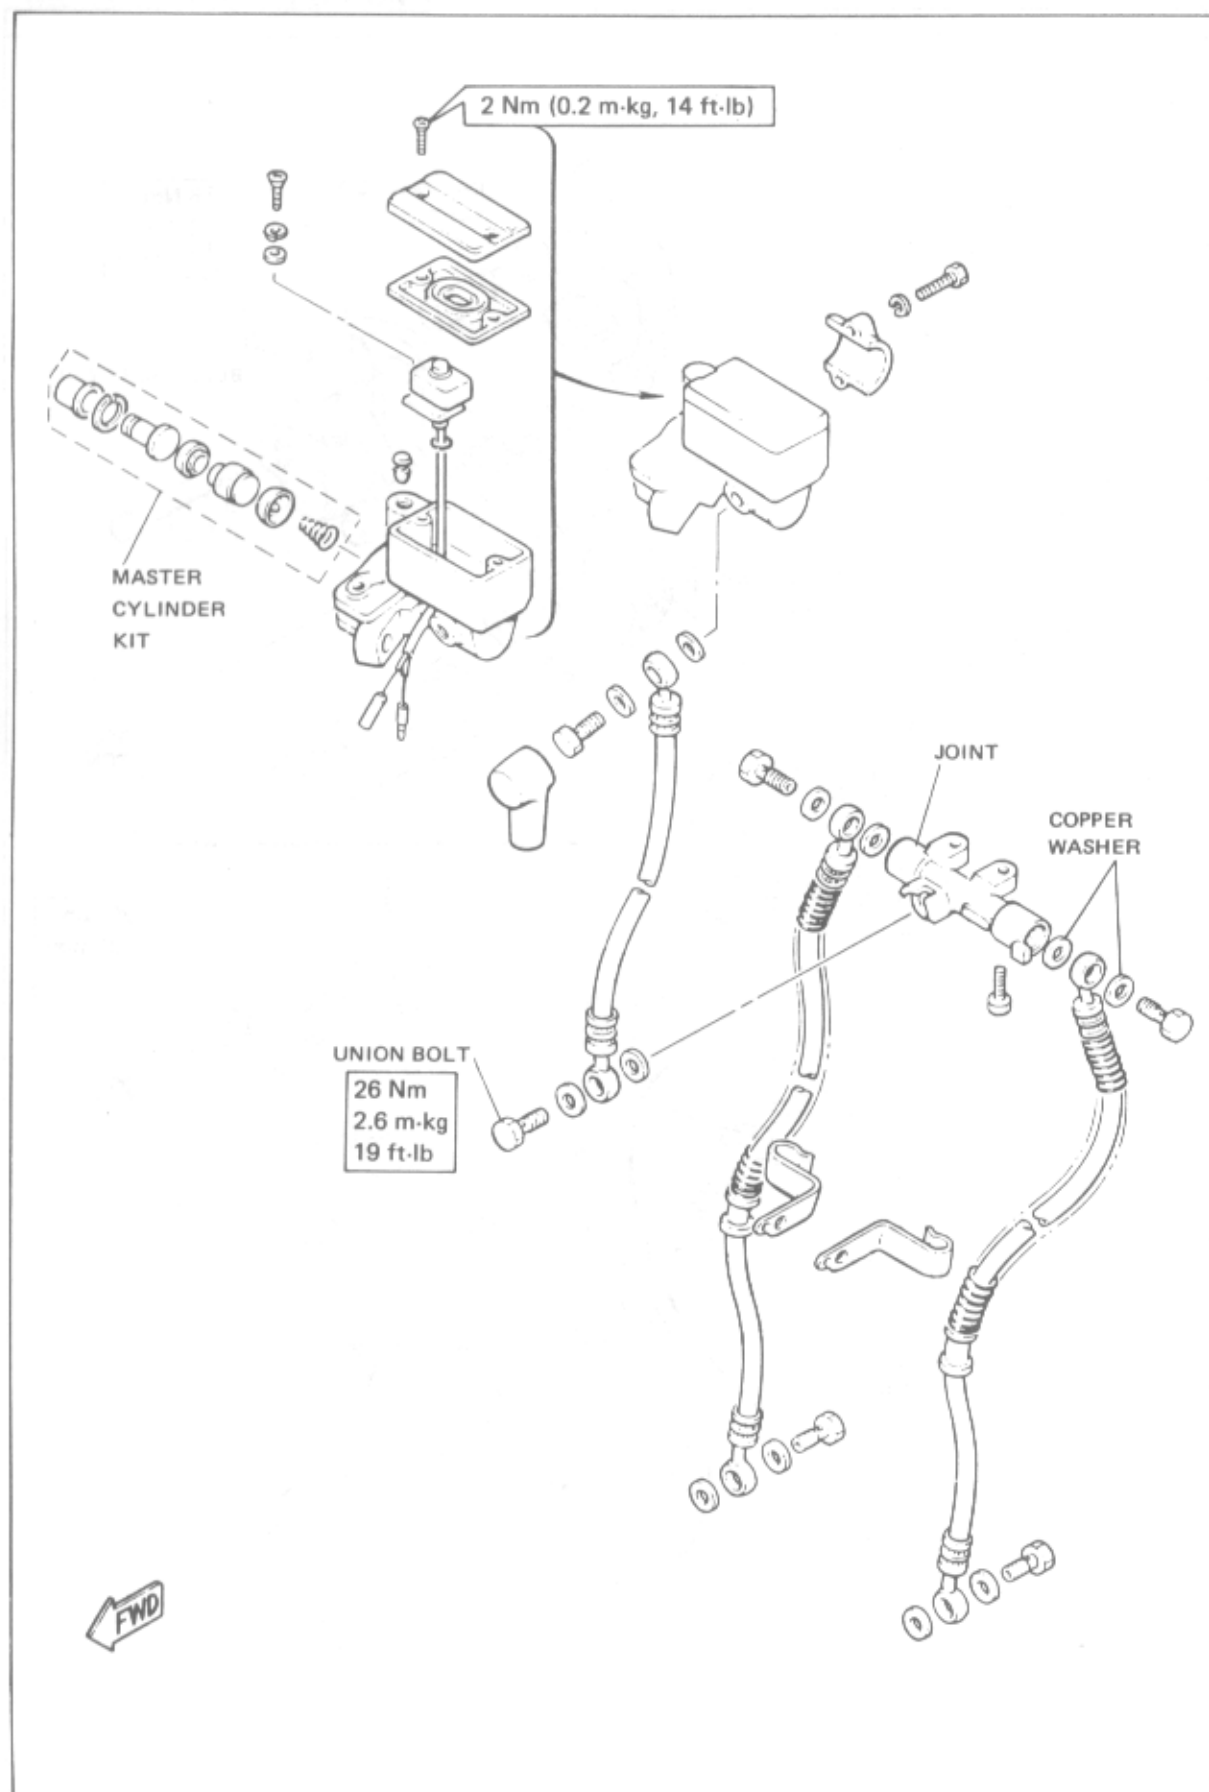 2 Nm (0.2 m·kg, 14 ft·lb)
MASTER
CYLINDER
KIT
JOINT
COPPER
WASHER
UNION BOLT
26 Nm
2.6 m·kg
19 ft·lb
FWD